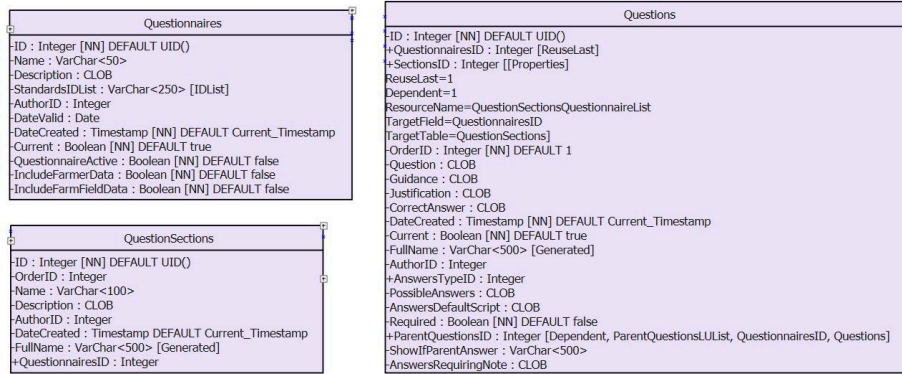 Questionnaires
-ID : Integer [NN] DEFAULT UID()
-Name : VarChar<50>
-Description : CLOB
-StandardsIDList : VarChar<250> [IDList]
-AuthorID : Integer
-DateValid : Date
-DateCreated : Timestamp [NN] DEFAULT Current_Timestamp
-Current : Boolean [NN] DEFAULT true
-QuestionnaireActive : Boolean [NN] DEFAULT false
-IncludeFarmerData : Boolean [NN] DEFAULT false
-IncludeFarmFieldData : Boolean [NN] DEFAULT false
QuestionSections
-ID : Integer [NN] DEFAULT UID()
-OrderID : Integer
-Name : VarChar<100>
-Description : CLOB
-AuthorID : Integer
-DateCreated : Timestamp DEFAULT Current_Timestamp
-FullName : VarChar<500> [Generated]
+QuestionnairesID : Integer
Questions
-ID : Integer [NN] DEFAULT UID()
+QuestionnairesID : Integer [ReuseLast]
+SectionsID : Integer [[Properties]
ReuseLast=1
Dependent=1
ResourceName=QuestionSectionsQuestionnaireList
TargetField=QuestionnairesID
TargetTable=QuestionSections]
-OrderID : Integer [NN] DEFAULT 1
-Question : CLOB
-Guidance : CLOB
-Justification : CLOB
-CorrectAnswer : CLOB
-DateCreated : Timestamp [NN] DEFAULT Current_Timestamp
-Current : Boolean [NN] DEFAULT true
-FullName : VarChar<500> [Generated]
-AuthorID : Integer
+AnswersTypeID : Integer
-PossibleAnswers : CLOB
-AnswersDefaultScript : CLOB
-Required : Boolean [NN] DEFAULT false
+ParentQuestionsID : Integer [Dependent, ParentQuestionsLUList, QuestionnairesID, Questions]
-ShowIfParentAnswer : VarChar<500>
-AnswersRequiringNote : CLOB